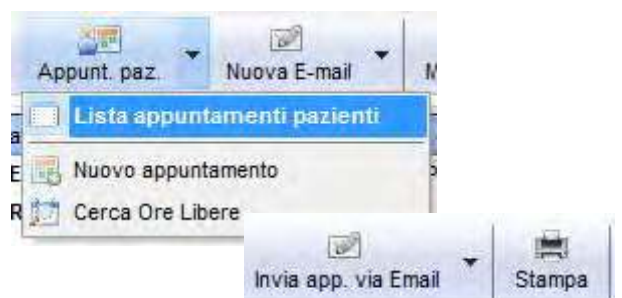 Appunt. paz.
Nuova E-mail
M
Lista appuntamenti pazienti
a
E
Nuovo appuntamento
R
Cerca Ore Libere
Invia app. via Email
Stampa